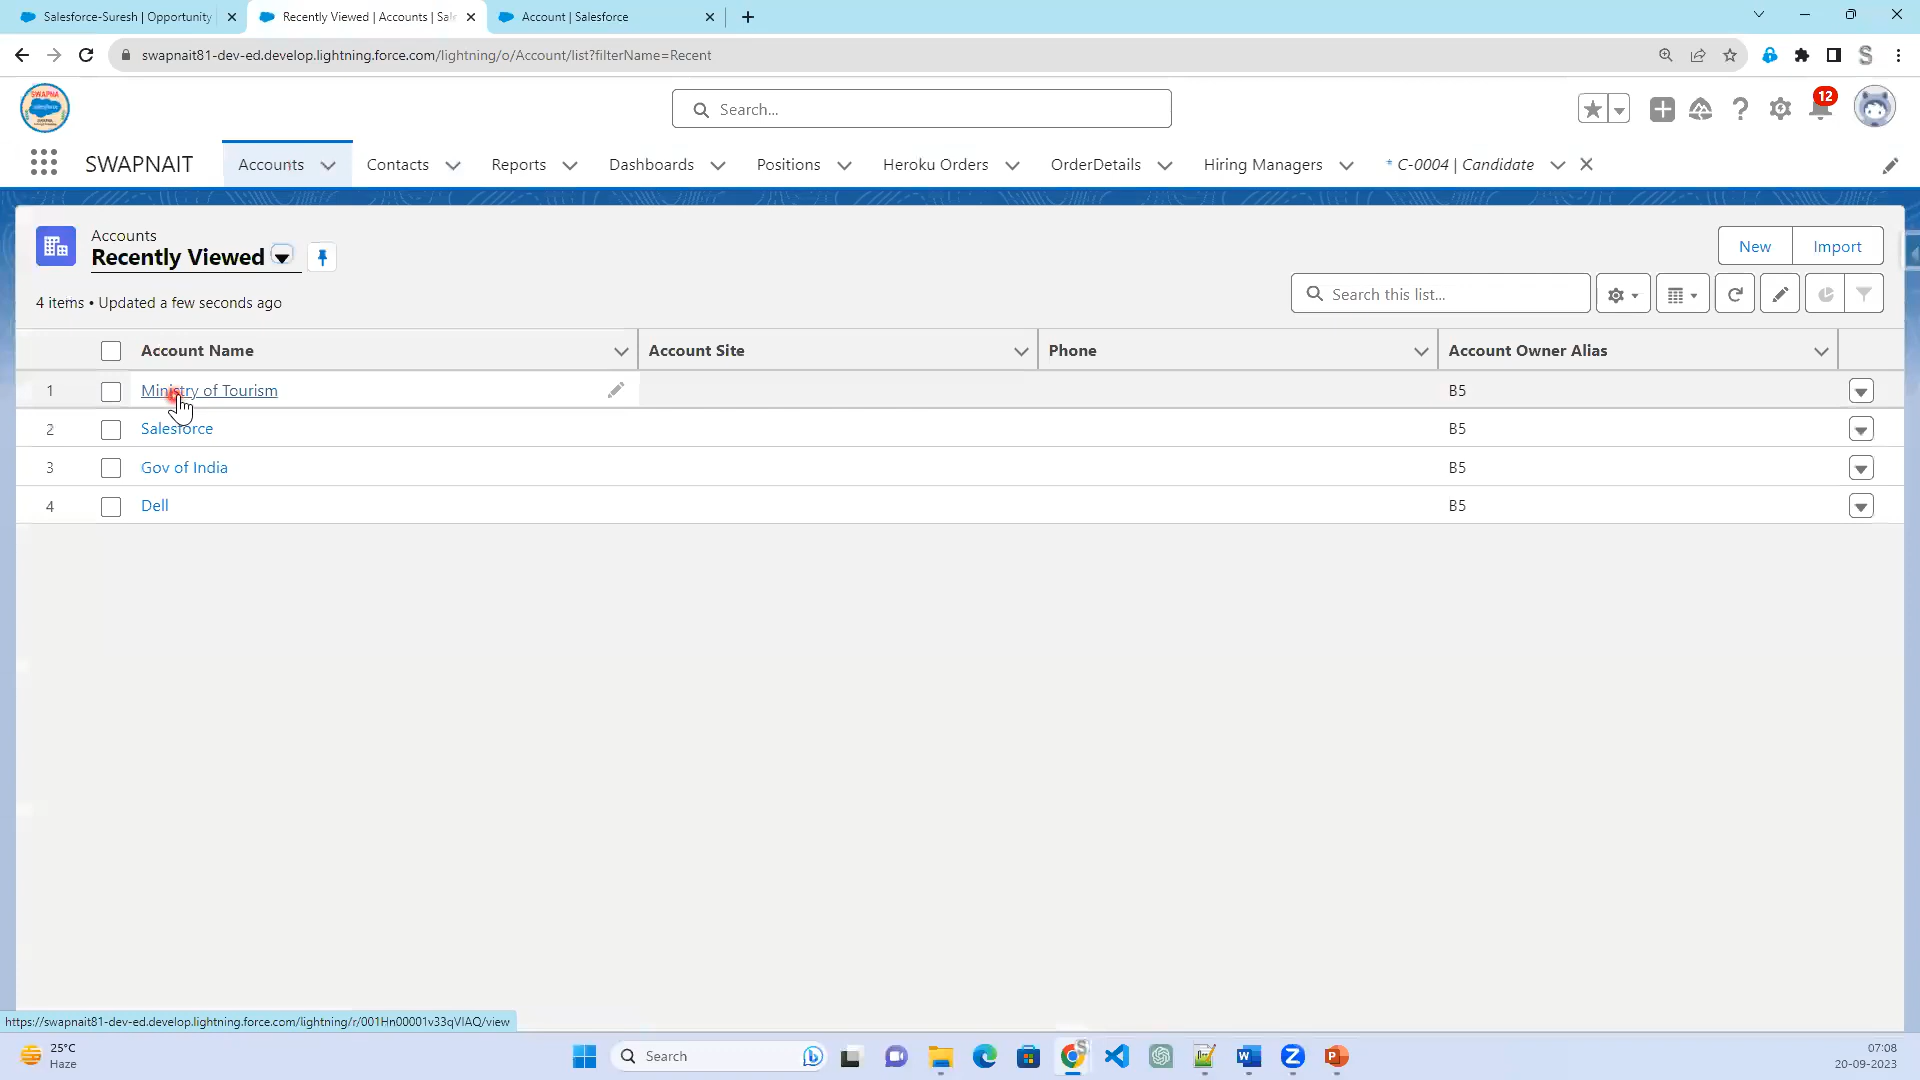 Salesforce-Suresh | Opportunity
Recently Viewed | Accounts | Sale
Account | Salesforce
swapnait81-dev-ed.develop.lightning.force.com/lightning/o/Account/list?filterName=Recent
Search...
12
SWAPNAIT
Accounts
Contacts
Reports
Dashboards
Positions
Heroku Orders
OrderDetails
Hiring Managers
* C-0004 | Candidate
Accounts
Recently Viewed
New
Import
4 items • Updated a few seconds ago
Search this list...
Account Name
Account Site
Phone
Account Owner Alias
1 Ministry of Tourism B5
2 Salesforce B5
3 Gov of India B5
4 Dell B5
https://swapnait81-dev-ed.develop.lightning.force.com/lightning/r/001Hn00001v33qVIAQ/view
25°C
Haze
Search
07:08
20-09-2023